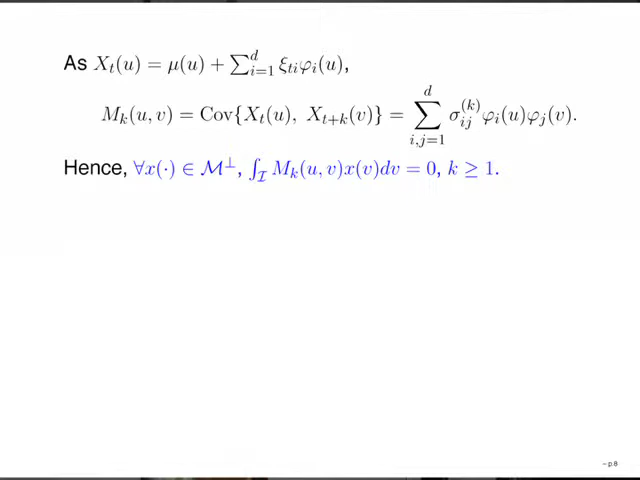 As $X_t(u) = \mu(u) + \sum_{i=1}^{d} \xi_{ti}\varphi_i(u)$,
$M_k(u, v) = \mathrm{Cov}\{X_t(u),\ X_{t+k}(v)\} = \sum_{i,j=1}^{d} \sigma_{ij}^{(k)} \varphi_i(u)\varphi_j(v).$
Hence, $\forall x(\cdot) \in \mathcal{M}^{\perp}$, $\int_{\mathcal{I}} M_k(u, v)x(v)dv = 0$, $k \geq 1$.
– p.8